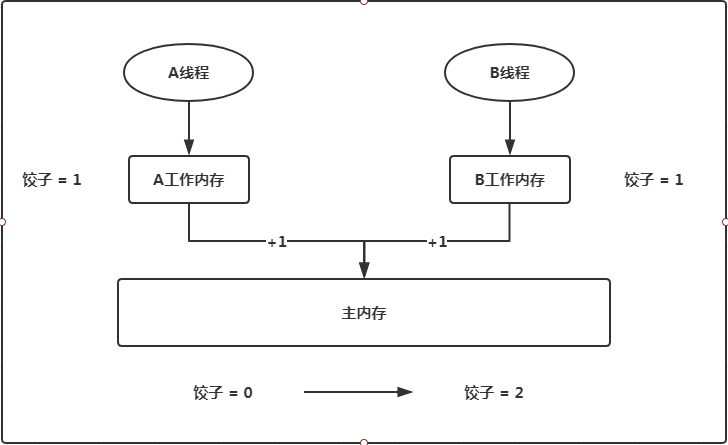 A线程
B线程
饺子 = 1
A工作内存
B工作内存
饺子 = 1
+1
+1
主内存
饺子 = 0
饺子 = 2